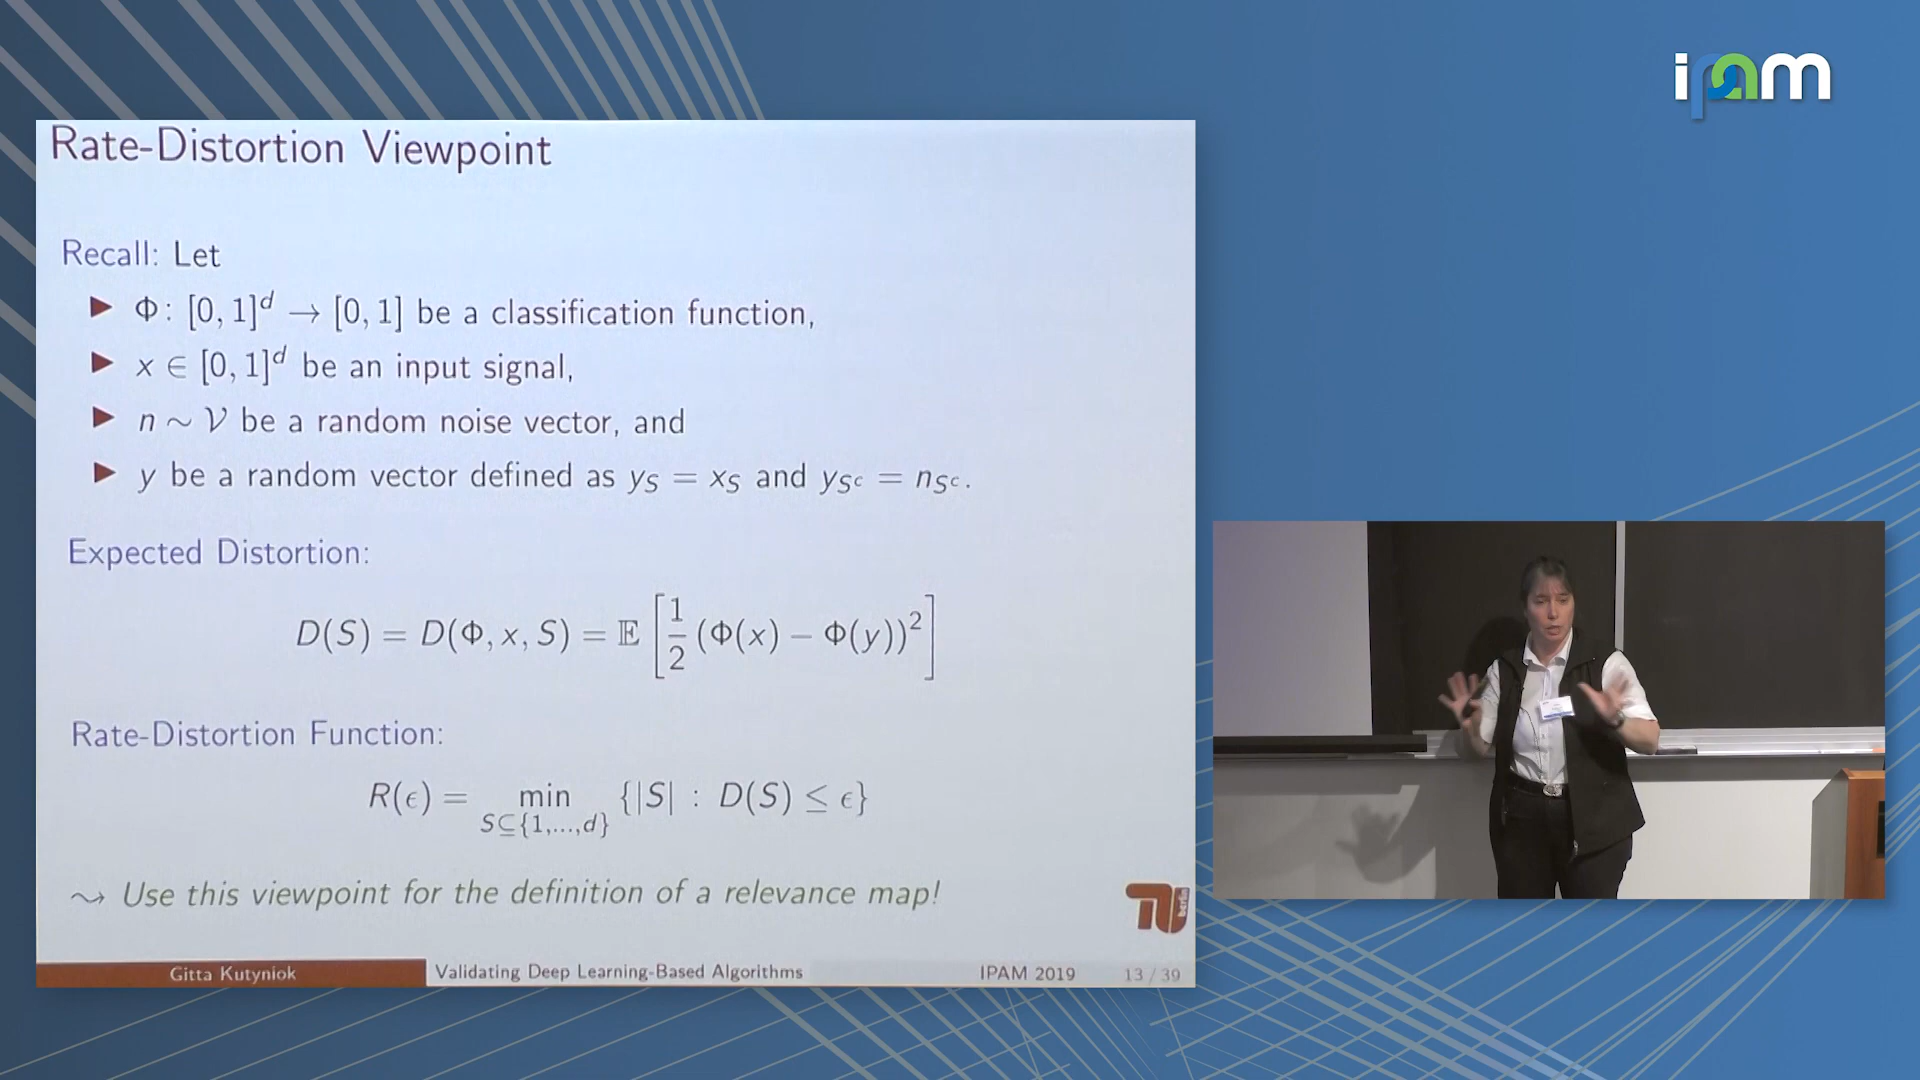 ipam
Rate-Distortion Viewpoint
Recall: Let
▶ Φ: [0, 1]ᵈ → [0, 1] be a classification function,
▶ x ∈ [0, 1]ᵈ be an input signal,
▶ n ∼ 𝒱 be a random noise vector, and
▶ y be a random vector defined as y_S = x_S and y_{S^c} = n_{S^c}.
Expected Distortion:
D(S) = D(Φ, x, S) = 𝔼 [1/2 (Φ(x) − Φ(y))²]
Rate-Distortion Function:
R(ϵ) = min_{S⊆{1,...,d}} {|S| : D(S) ≤ ϵ}
⇝ Use this viewpoint for the definition of a relevance map!
berlin
Gitta Kutyniok Validating Deep Learning-Based Algorithms IPAM 2019 13 / 39